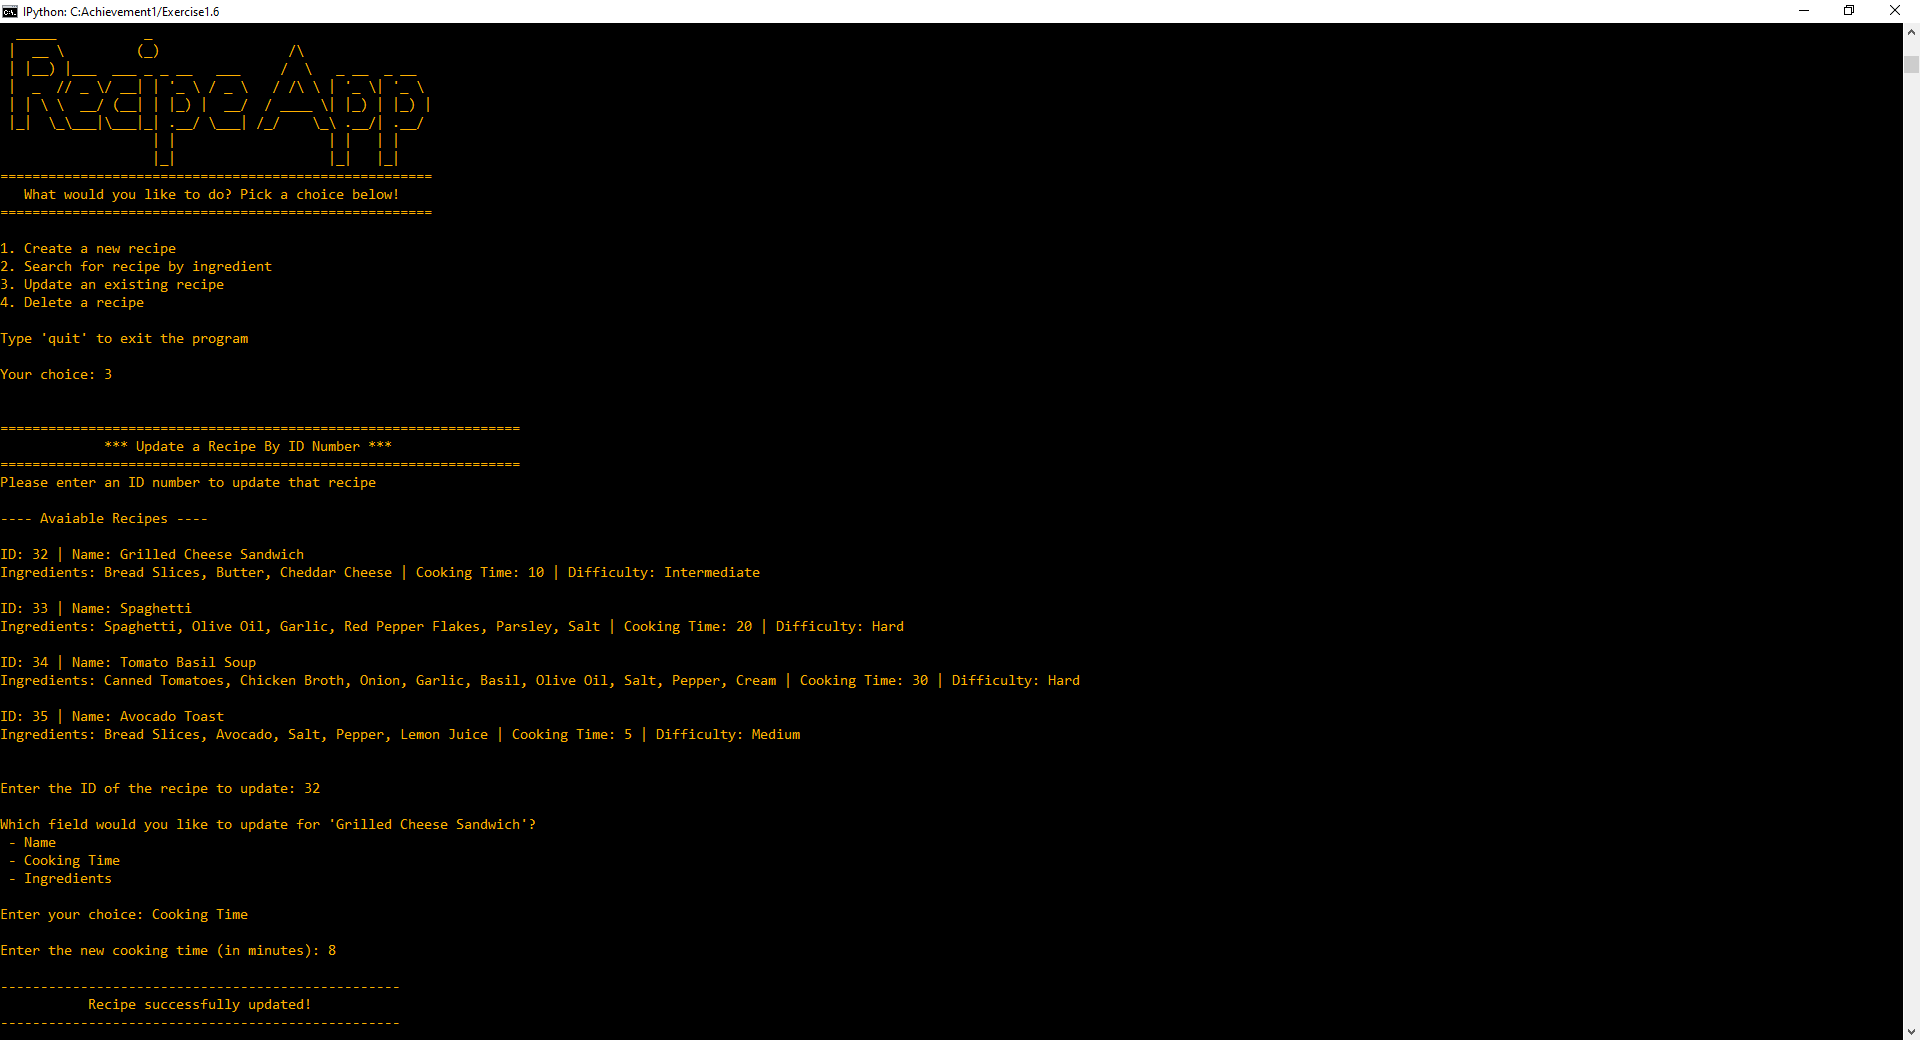 IPython: C:Achievement1/Exercise1.6
Recipe App
======================================================
What would you like to do? Pick a choice below!
======================================================
1. Create a new recipe
2. Search for recipe by ingredient
3. Update an existing recipe
4. Delete a recipe
Type 'quit' to exit the program
Your choice: 3
=================================================================
*** Update a Recipe By ID Number ***
=================================================================
Please enter an ID number to update that recipe
---- Avaiable Recipes ----
ID: 32 | Name: Grilled Cheese Sandwich
Ingredients: Bread Slices, Butter, Cheddar Cheese | Cooking Time: 10 | Difficulty: Intermediate
ID: 33 | Name: Spaghetti
Ingredients: Spaghetti, Olive Oil, Garlic, Red Pepper Flakes, Parsley, Salt | Cooking Time: 20 | Difficulty: Hard
ID: 34 | Name: Tomato Basil Soup
Ingredients: Canned Tomatoes, Chicken Broth, Onion, Garlic, Basil, Olive Oil, Salt, Pepper, Cream | Cooking Time: 30 | Difficulty: Hard
ID: 35 | Name: Avocado Toast
Ingredients: Bread Slices, Avocado, Salt, Pepper, Lemon Juice | Cooking Time: 5 | Difficulty: Medium
Enter the ID of the recipe to update: 32
Which field would you like to update for 'Grilled Cheese Sandwich'?
- Name
- Cooking Time
- Ingredients
Enter your choice: Cooking Time
Enter the new cooking time (in minutes): 8
--------------------------------------------------
Recipe successfully updated!
--------------------------------------------------